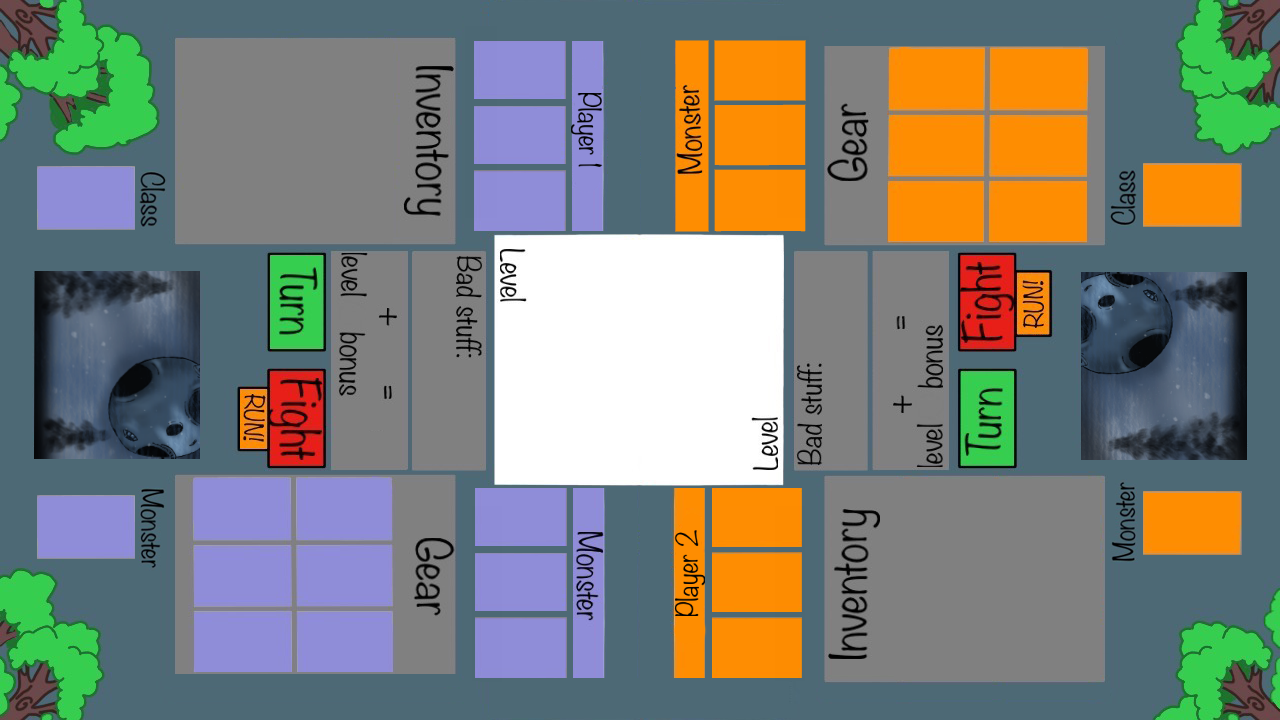 Inventory
Player 1
Class
Turn
level + bonus =
Bad stuff:
Level
RUN!
Fight
Monster
Gear
Monster
Monster
Gear
Class
Fight
RUN!
level + bonus =
Bad stuff:
Level
Turn
Player 2
Inventory
Monster